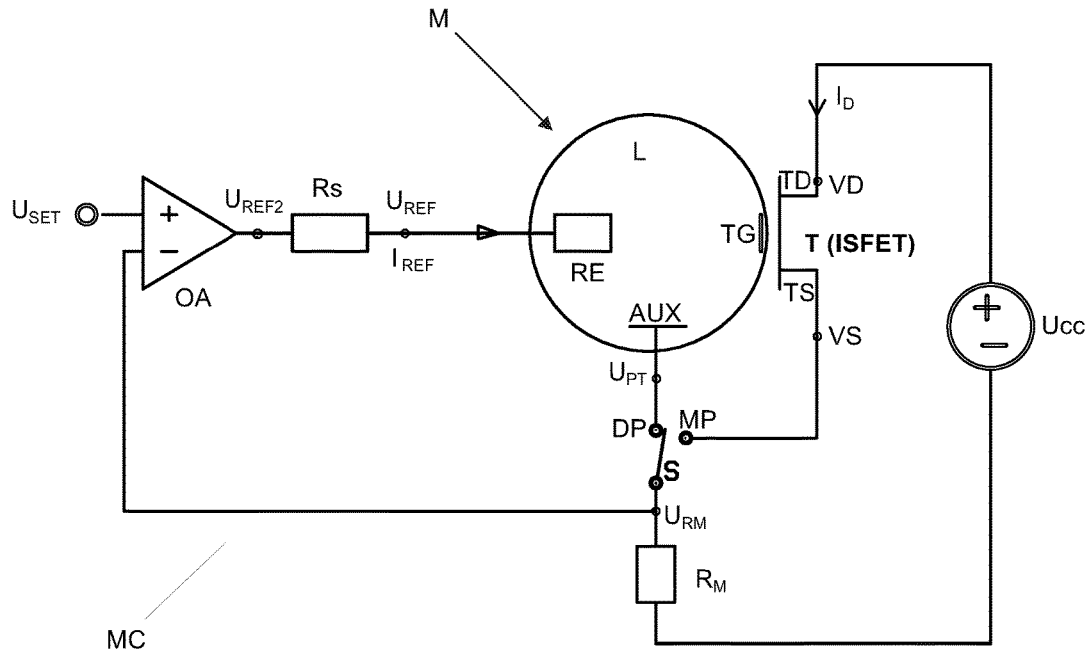 M
I_D
L
TD
VD
U_REF2
Rs
U_REF
U_SET
+
−
TG
T (ISFET)
I_REF
RE
OA
TS
AUX
VS
+
−
Ucc
U_PT
DP
MP
S
U_RM
R_M
MC